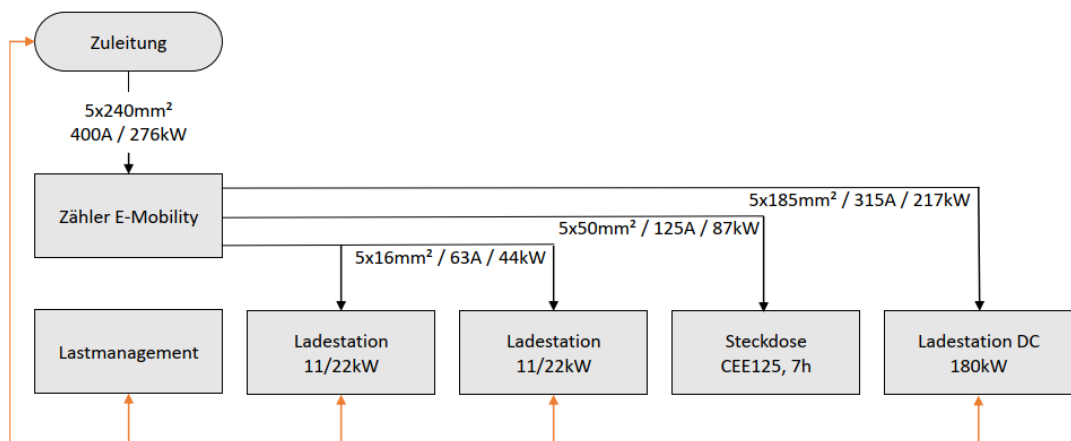 Zuleitung
5x240mm²
400A / 276kW
Zähler E-Mobility
5x185mm² / 315A / 217kW
5x50mm² / 125A / 87kW
5x16mm² / 63A / 44kW
Lastmanagement
Ladestation
11/22kW
Ladestation
11/22kW
Steckdose
CEE125, 7h
Ladestation DC
180kW